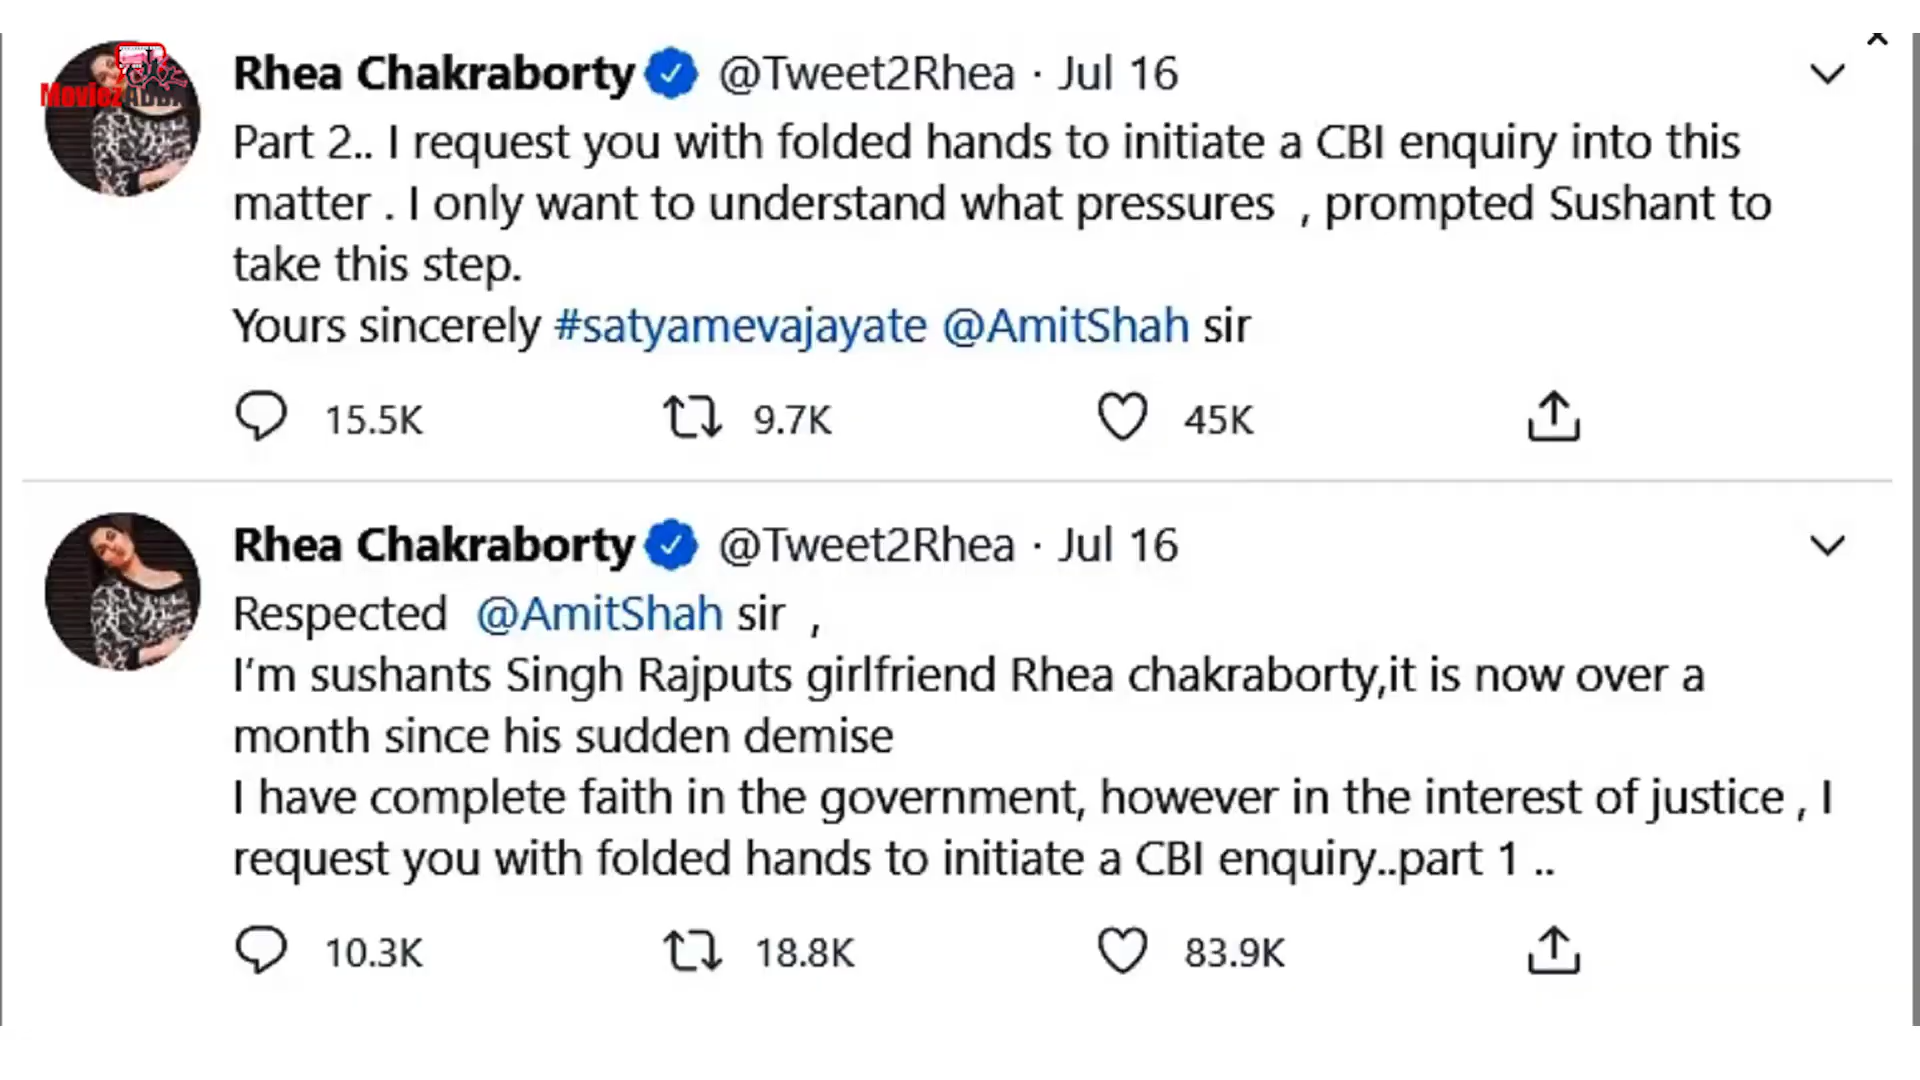 Rhea Chakraborty @Tweet2Rhea · Jul 16
Part 2.. I request you with folded hands to initiate a CBI enquiry into this
matter . I only want to understand what pressures , prompted Sushant to
take this step.
Yours sincerely #satyamevajayate @AmitShah sir
15.5K 9.7K 45K
Rhea Chakraborty @Tweet2Rhea · Jul 16
Respected @AmitShah sir ,
I'm sushants Singh Rajputs girlfriend Rhea chakraborty,it is now over a
month since his sudden demise
I have complete faith in the government, however in the interest of justice , I
request you with folded hands to initiate a CBI enquiry..part 1 ..
10.3K 18.8K 83.9K